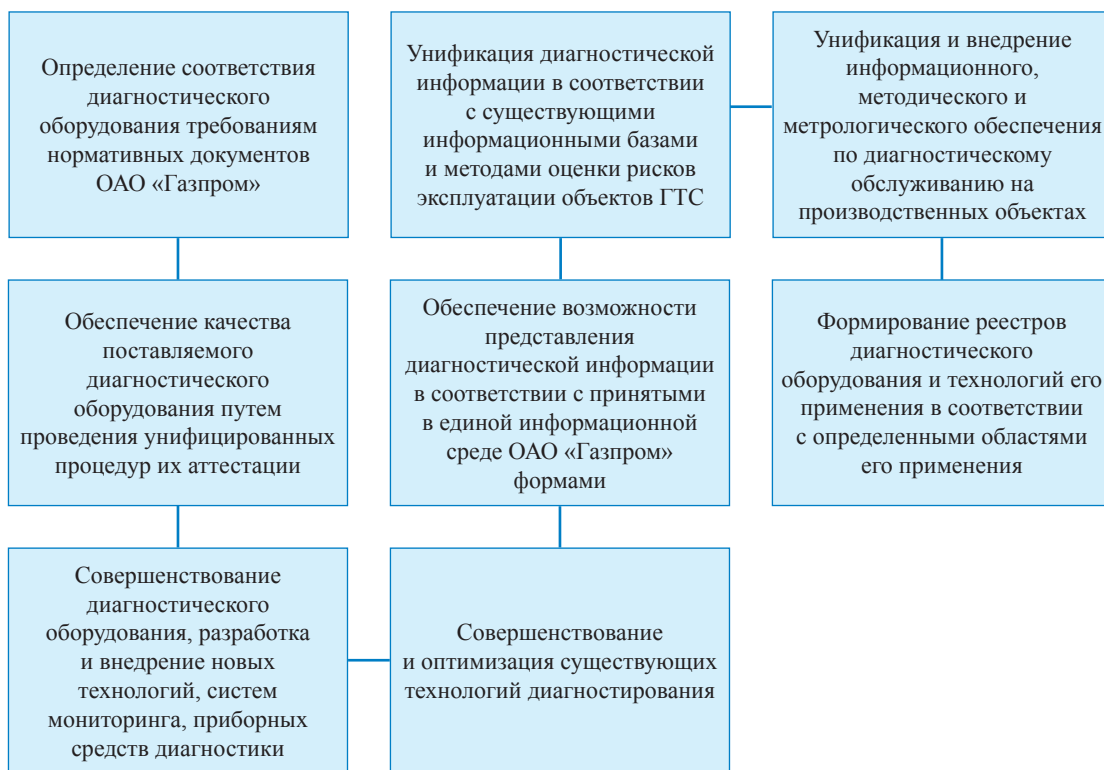 Определение соответствия
диагностического
оборудования требованиям
нормативных документов
ОАО «Газпром»
Унификация диагностической
информации в соответствии
с существующими
информационными базами
и методами оценки рисков
эксплуатации объектов ГТС
Унификация и внедрение
информационного,
методического и
метрологического обеспечения
по диагностическому
обслуживанию на
производственных объектах
Обеспечение качества
поставляемого
диагностического
оборудования путем
проведения унифицированных
процедур их аттестации
Обеспечение возможности
представления
диагностической информации
в соответствии с принятыми
в единой информационной
среде ОАО «Газпром»
формами
Формирование реестров
диагностического
оборудования и технологий его
применения в соответствии
с определенными областями
его применения
Совершенствование
диагностического
оборудования, разработка
и внедрение новых
технологий, систем
мониторинга, приборных
средств диагностики
Совершенствование
и оптимизация существующих
технологий диагностирования